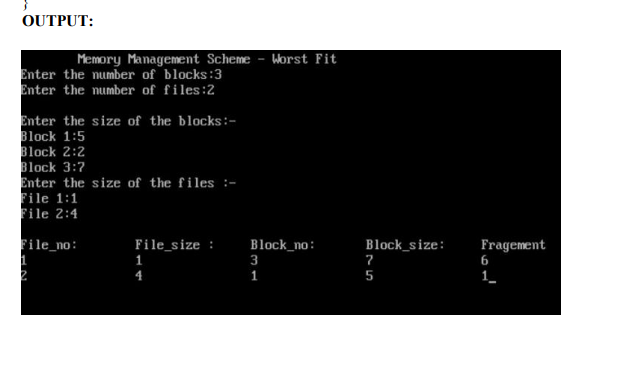 }
OUTPUT:
Memory Management Scheme - Worst Fit
Enter the number of blocks:3
Enter the number of files:2
Enter the size of the blocks:-
Block 1:5
Block 2:2
Block 3:7
Enter the size of the files :-
File 1:1
File 2:4
File_no: File_size : Block_no: Block_size: Fragement
1 1 3 7 6
2 4 1 5 1_